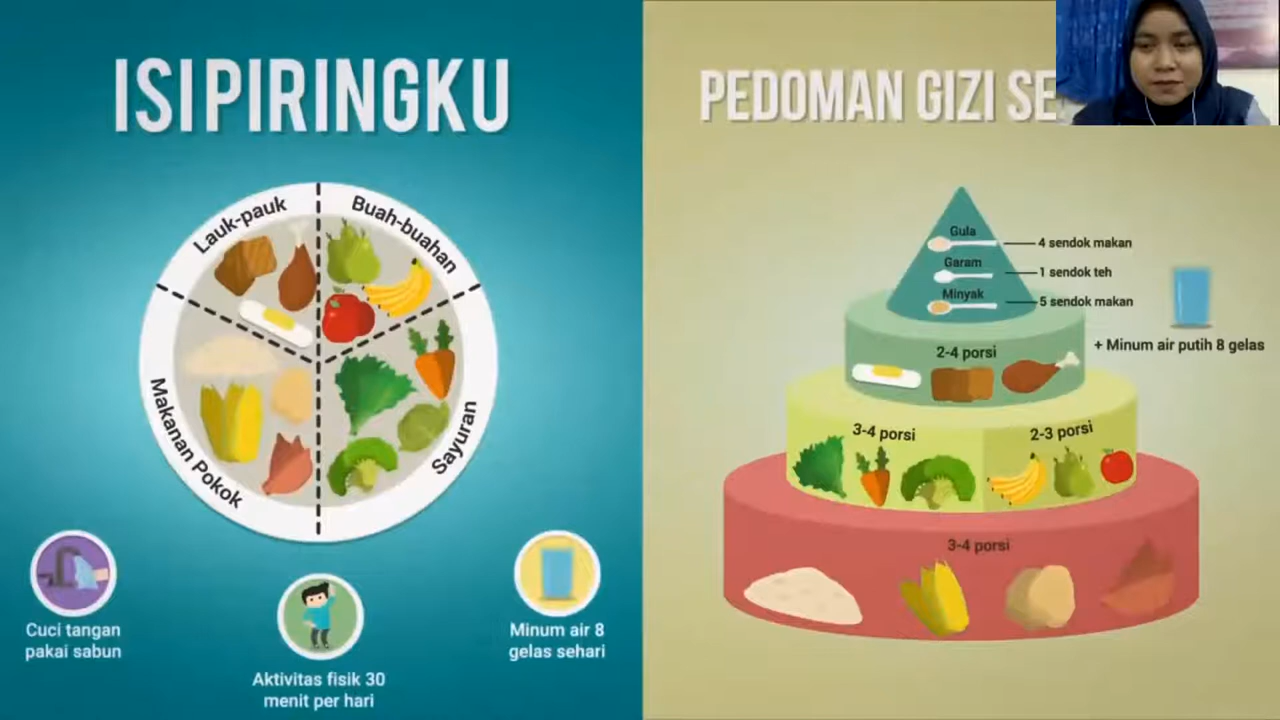 ISI PIRINGKU
Lauk-pauk
Buah-buahan
Makanan Pokok
Sayuran
Cuci tangan
pakai sabun
Aktivitas fisik 30
menit per hari
Minum air 8
gelas sehari
PEDOMAN GIZI
Gula
4 sendok makan
Garam
1 sendok teh
Minyak
5 sendok makan
+ Minum air putih 8 gelas
2-4 porsi
3-4 porsi
2-3 porsi
3-4 porsi